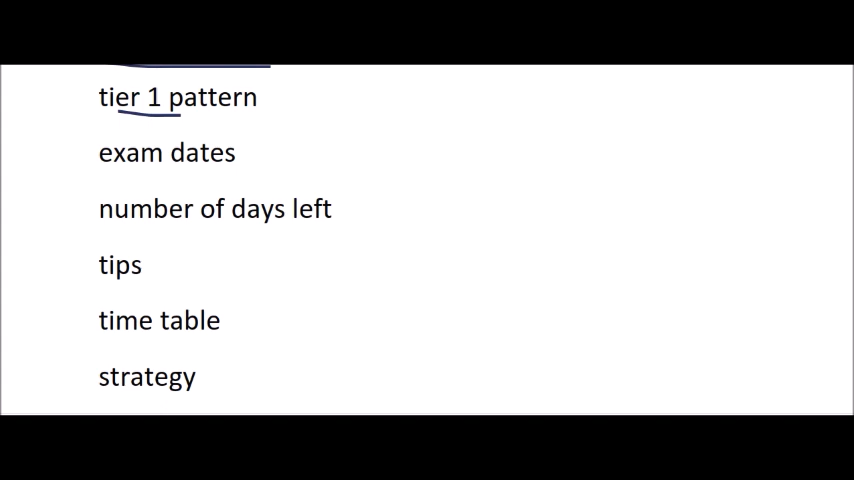 tier 1 pattern
exam dates
number of days left
tips
time table
strategy